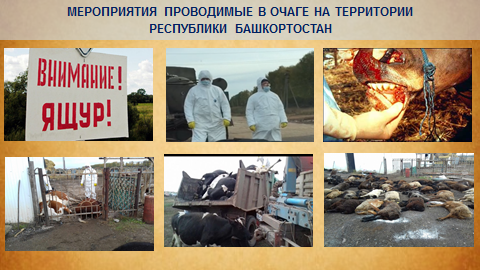 МЕРОПРИЯТИЯ ПРОВОДИМЫЕ В ОЧАГЕ НА ТЕРРИТОРИИ
РЕСПУБЛИКИ БАШКОРТОСТАН
ВНИМАНИЕ!
ЯЩУР!